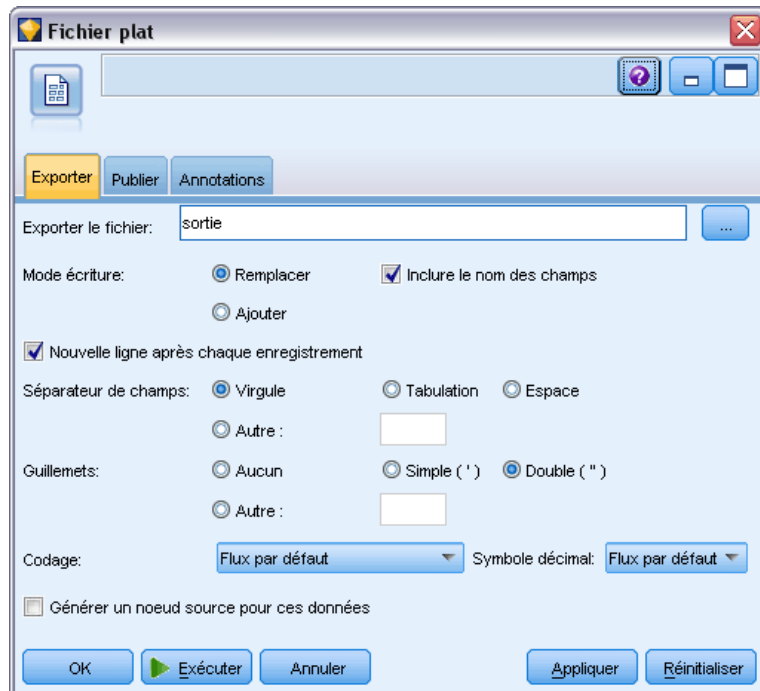 Fichier plat
Exporter Publier Annotations
Exporter le fichier: sortie ...
Mode écriture: Remplacer Inclure le nom des champs
Ajouter
Nouvelle ligne après chaque enregistrement
Séparateur de champs: Virgule Tabulation Espace
Autre :
Guillemets: Aucun Simple ( ' ) Double ( " )
Autre :
Codage: Flux par défaut Symbole décimal: Flux par défaut
Générer un noeud source pour ces données
OK Exécuter Annuler Appliquer Réinitialiser